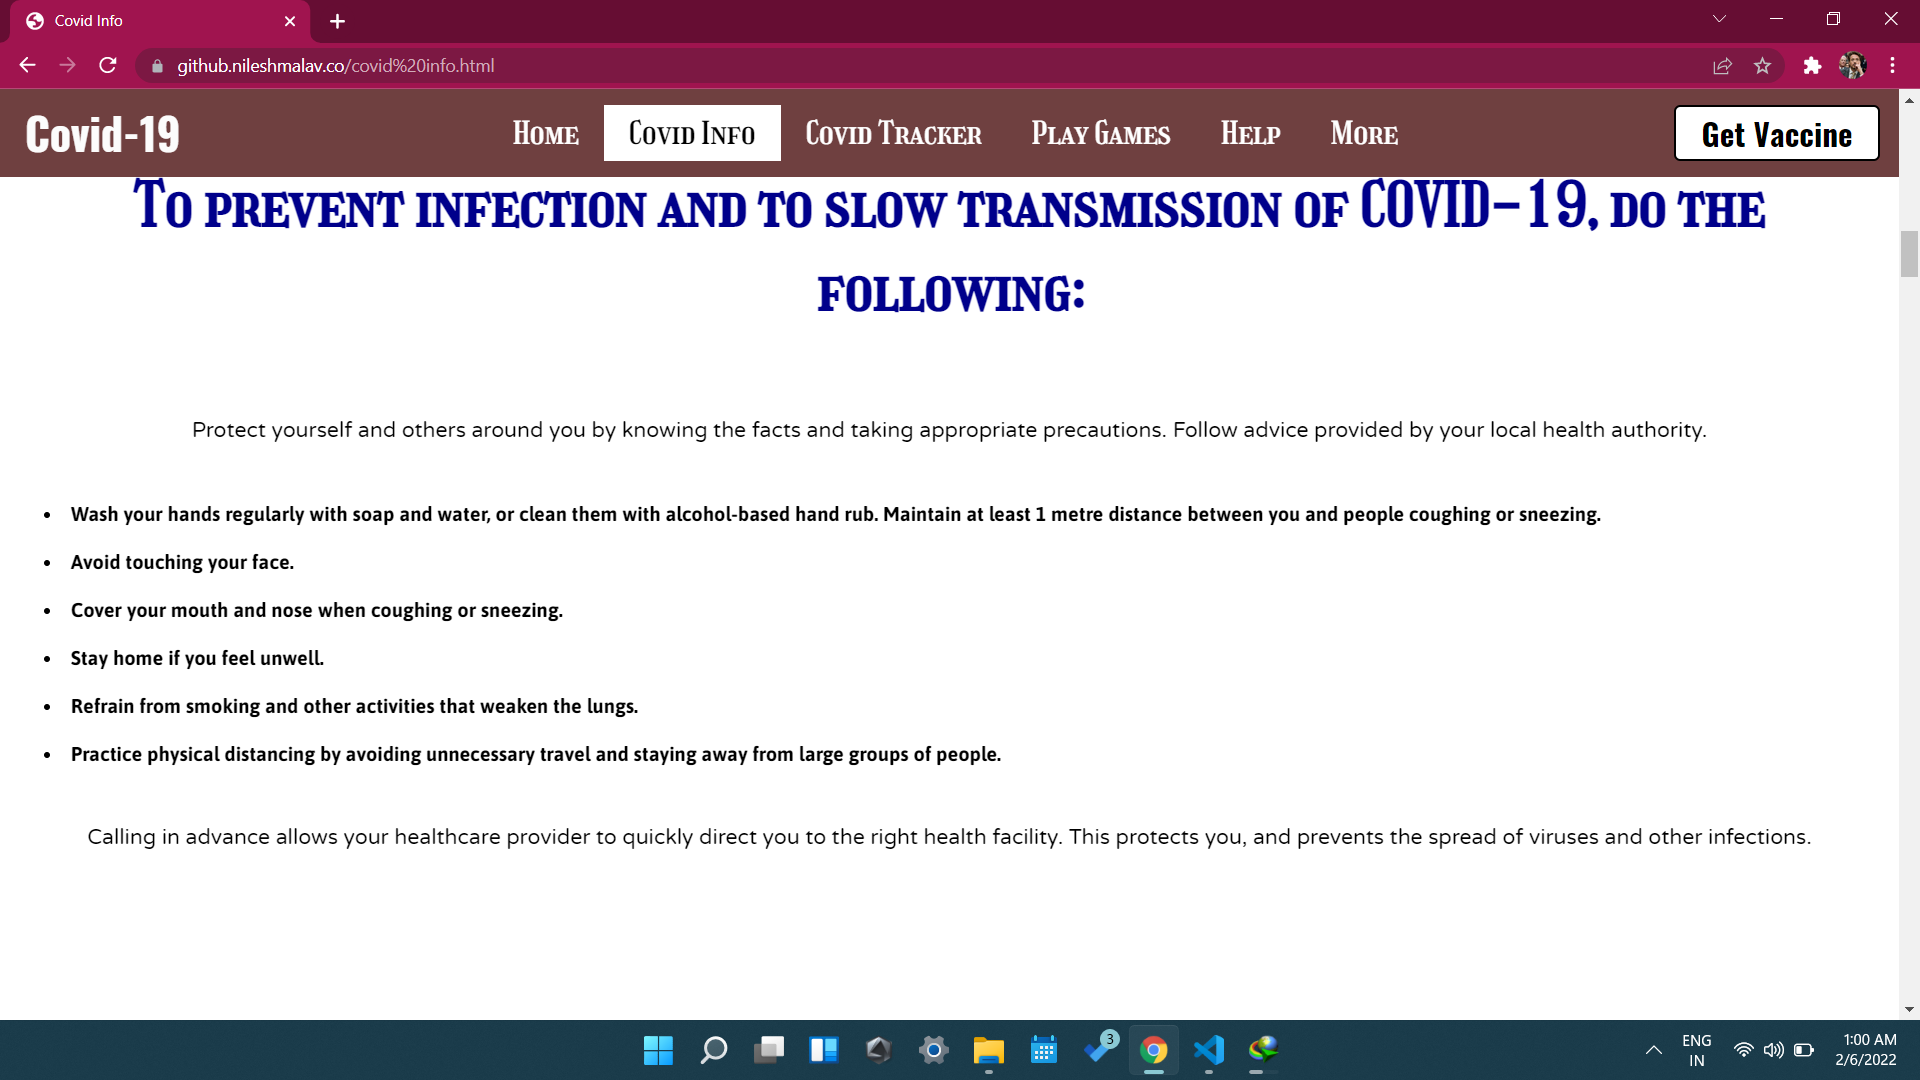 Covid Info
github.nileshmalav.co/covid%20info.html
Covid-19
Home
Covid Info
Covid Tracker
Play Games
Help
More
Get Vaccine
To prevent infection and to slow transmission of COVID-19, do the
following:
Protect yourself and others around you by knowing the facts and taking appropriate precautions. Follow advice provided by your local health authority.
• Wash your hands regularly with soap and water, or clean them with alcohol-based hand rub. Maintain at least 1 metre distance between you and people coughing or sneezing.
• Avoid touching your face.
• Cover your mouth and nose when coughing or sneezing.
• Stay home if you feel unwell.
• Refrain from smoking and other activities that weaken the lungs.
• Practice physical distancing by avoiding unnecessary travel and staying away from large groups of people.
Calling in advance allows your healthcare provider to quickly direct you to the right health facility. This protects you, and prevents the spread of viruses and other infections.
3
ENG
IN
1:00 AM
2/6/2022